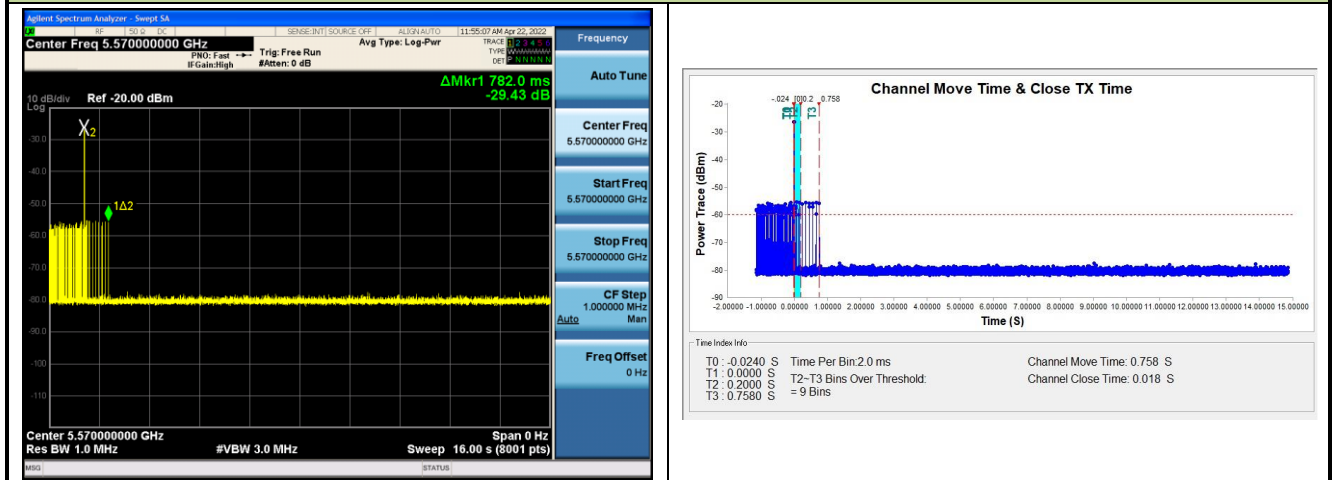 Agilent Spectrum Analyzer - Swept SA
RF 50 Ω DC SENSE:INT SOURCE OFF ALIGN AUTO 11:55:07 AM Apr 22, 2022
Center Freq 5.570000000 GHz
PNO: Fast
IFGain:High
Trig: Free Run
#Atten: 0 dB
Avg Type: Log-Pwr
TRACE 1 2 3 4 5 6
TYPE
DET P N N N N N
ΔMkr1 782.0 ms
-29.43 dB
10 dB/div Ref -20.00 dBm
Log
X2
1Δ2
-30.0
-40.0
-50.0
-60.0
-70.0
-80.0
-90.0
-100
-110
Center 5.570000000 GHz
Span 0 Hz
Res BW 1.0 MHz
#VBW 3.0 MHz
Sweep 16.00 s (8001 pts)
MSG
STATUS
Frequency
Auto Tune
Center Freq
5.570000000 GHz
Start Freq
5.570000000 GHz
Stop Freq
5.570000000 GHz
CF Step
1.000000 MHz
Auto Man
Freq Offset
0 Hz
Channel Move Time & Close TX Time
-.024 [0]0.2 0.758
T3
Power Trace (dBm)
-20
-30
-40
-50
-60
-70
-80
-90
-2.00000 -1.00000 0.00000 1.00000 2.00000 3.00000 4.00000 5.00000 6.00000 7.00000 8.00000 9.00000 10.00000 11.00000 12.00000 13.00000 14.00000 15.00000
Time (S)
Time Index Info
T0 : -0.0240 S
T1 : 0.0000 S
T2 : 0.2000 S
T3 : 0.7580 S
Time Per Bin:2.0 ms
T2~T3 Bins Over Threshold:
= 9 Bins
Channel Move Time: 0.758 S
Channel Close Time: 0.018 S